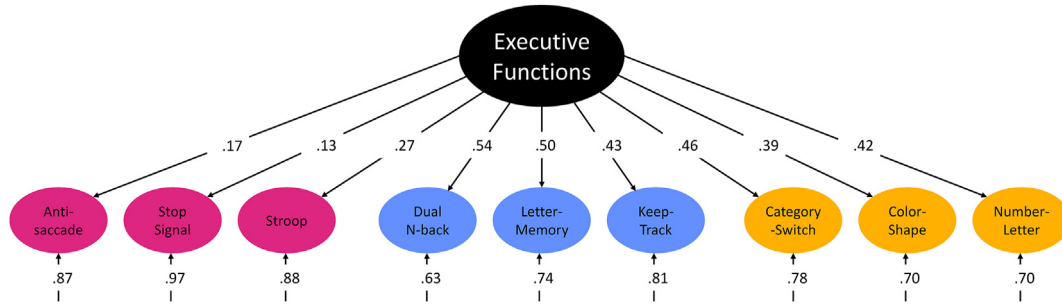 Executive
Functions
.17
.13
.27
.54
.50
.43
.46
.39
.42
Anti-
saccade
Stop
Signal
Stroop
Dual
N-back
Letter-
Memory
Keep-
Track
Category
-Switch
Color-
Shape
Number-
Letter
.87
.97
.88
.63
.74
.81
.78
.70
.70